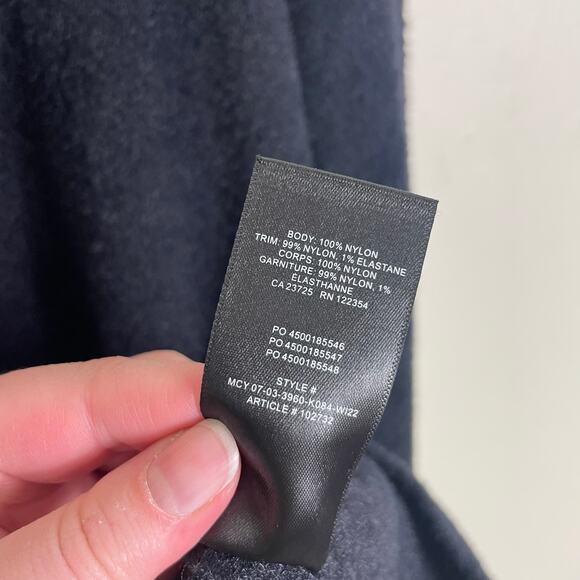 BODY: 100% NYLON
TRIM: 99% NYLON, 1% ELASTANE
CORPS: 100% NYLON
GARNITURE: 99% NYLON, 1%
ÉLASTHANNE
CA 23725 RN 122354
PO 4500185546
PO 4500185547
PO 4500185548
STYLE #
MCY 07-03-3960-K084-WI22
ARTICLE # 102732